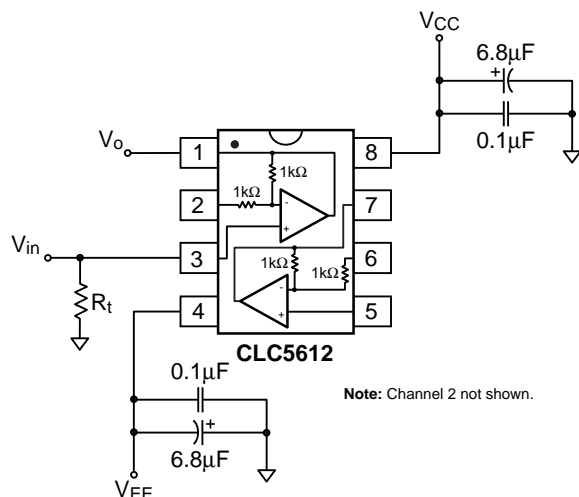 VCC
6.8µF
+
0.1µF
Vo
1
8
1kΩ
2
1kΩ
-
7
+
Vin
3
1kΩ
1kΩ
6
Rt
4
-
+
5
CLC5612
0.1µF
Note: Channel 2 not shown.
+
6.8µF
VEE